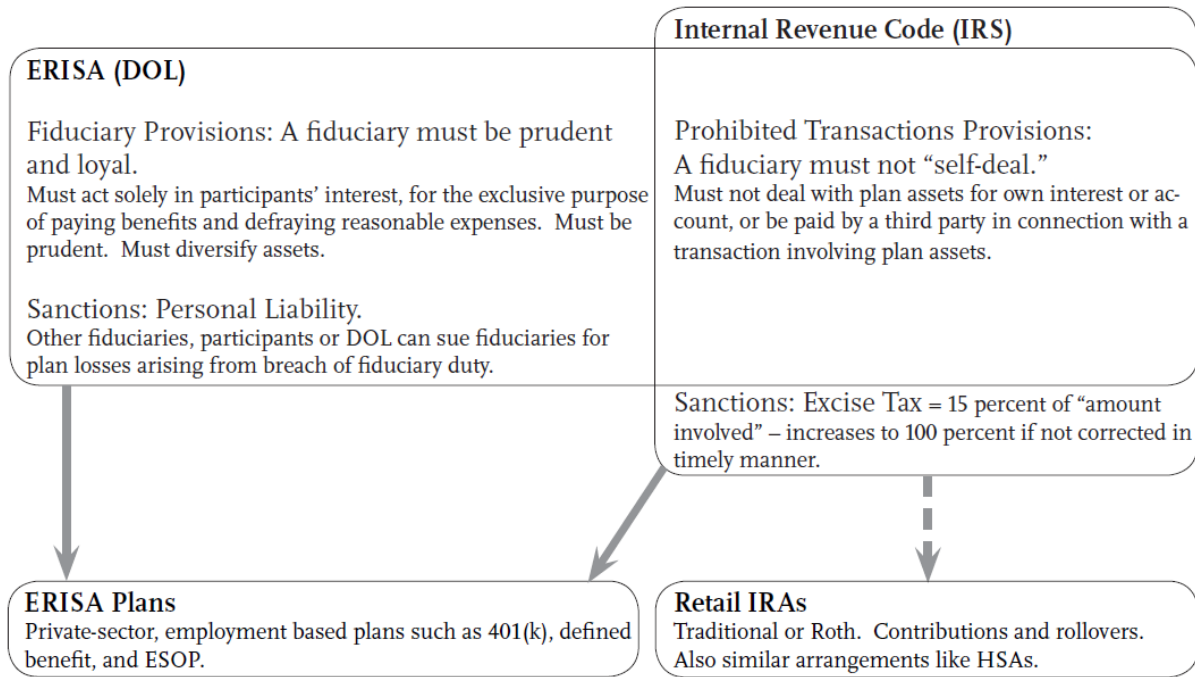 Internal Revenue Code (IRS)
ERISA (DOL)
Fiduciary Provisions: A fiduciary must be prudent
and loyal.
Must act solely in participants’ interest, for the exclusive purpose
of paying benefits and defraying reasonable expenses. Must be
prudent. Must diversify assets.
Sanctions: Personal Liability.
Other fiduciaries, participants or DOL can sue fiduciaries for
plan losses arising from breach of fiduciary duty.
Prohibited Transactions Provisions:
A fiduciary must not “self-deal.”
Must not deal with plan assets for own interest or ac-
count, or be paid by a third party in connection with a
transaction involving plan assets.
Sanctions: Excise Tax = 15 percent of “amount
involved” – increases to 100 percent if not corrected in
timely manner.
ERISA Plans
Private-sector, employment based plans such as 401(k), defined
benefit, and ESOP.
Retail IRAs
Traditional or Roth. Contributions and rollovers.
Also similar arrangements like HSAs.